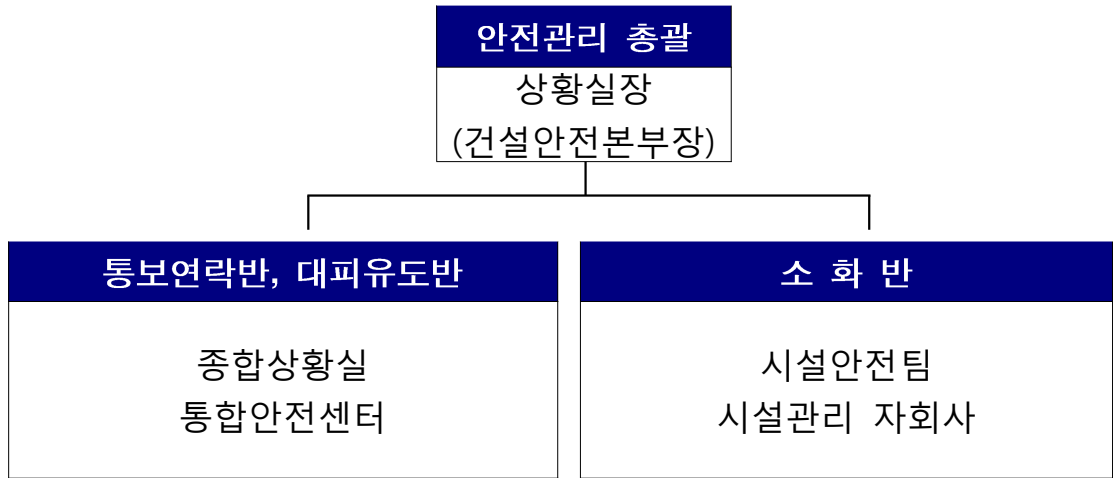 안전관리 총괄
상황실장
(건설안전본부장)
통보연락반, 대피유도반
종합상황실
통합안전센터
소 화 반
시설안전팀
시설관리 자회사